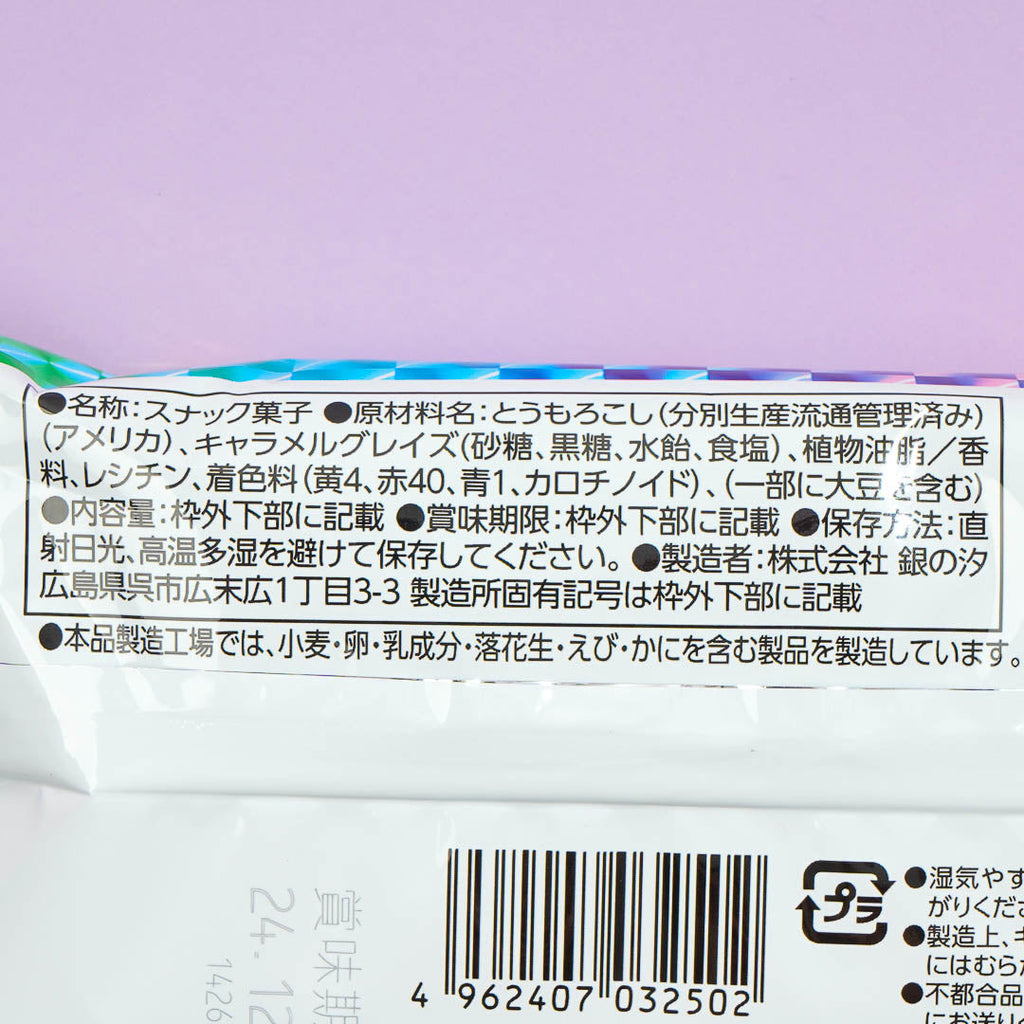 ●名称:スナック菓子 ●原材料名:とうもろこし(分別生産流通管理済み)
(アメリカ)、キャラメルグレイズ(砂糖、黒糖、水飴、食塩)、植物油脂/香
料、レシチン、着色料(黄4、赤40、青1、カロチノイド)、(一部に大豆を含む)
●内容量:枠外下部に記載 ●賞味期限:枠外下部に記載 ●保存方法:直
射日光、高温多湿を避けて保存してください。 ●製造者:株式会社 銀の汐
広島県呉市広末広1丁目3-3 製造所固有記号は枠外下部に記載
●本品製造工場では、小麦・卵・乳成分・落花生・えび・かにを含む製品を製造しています。
賞味期
24.12
1426
4 962407 032502
プラ
●湿気やす
がりくださ
●製造上、キ
にはむらか
●不都合品
にお送りく